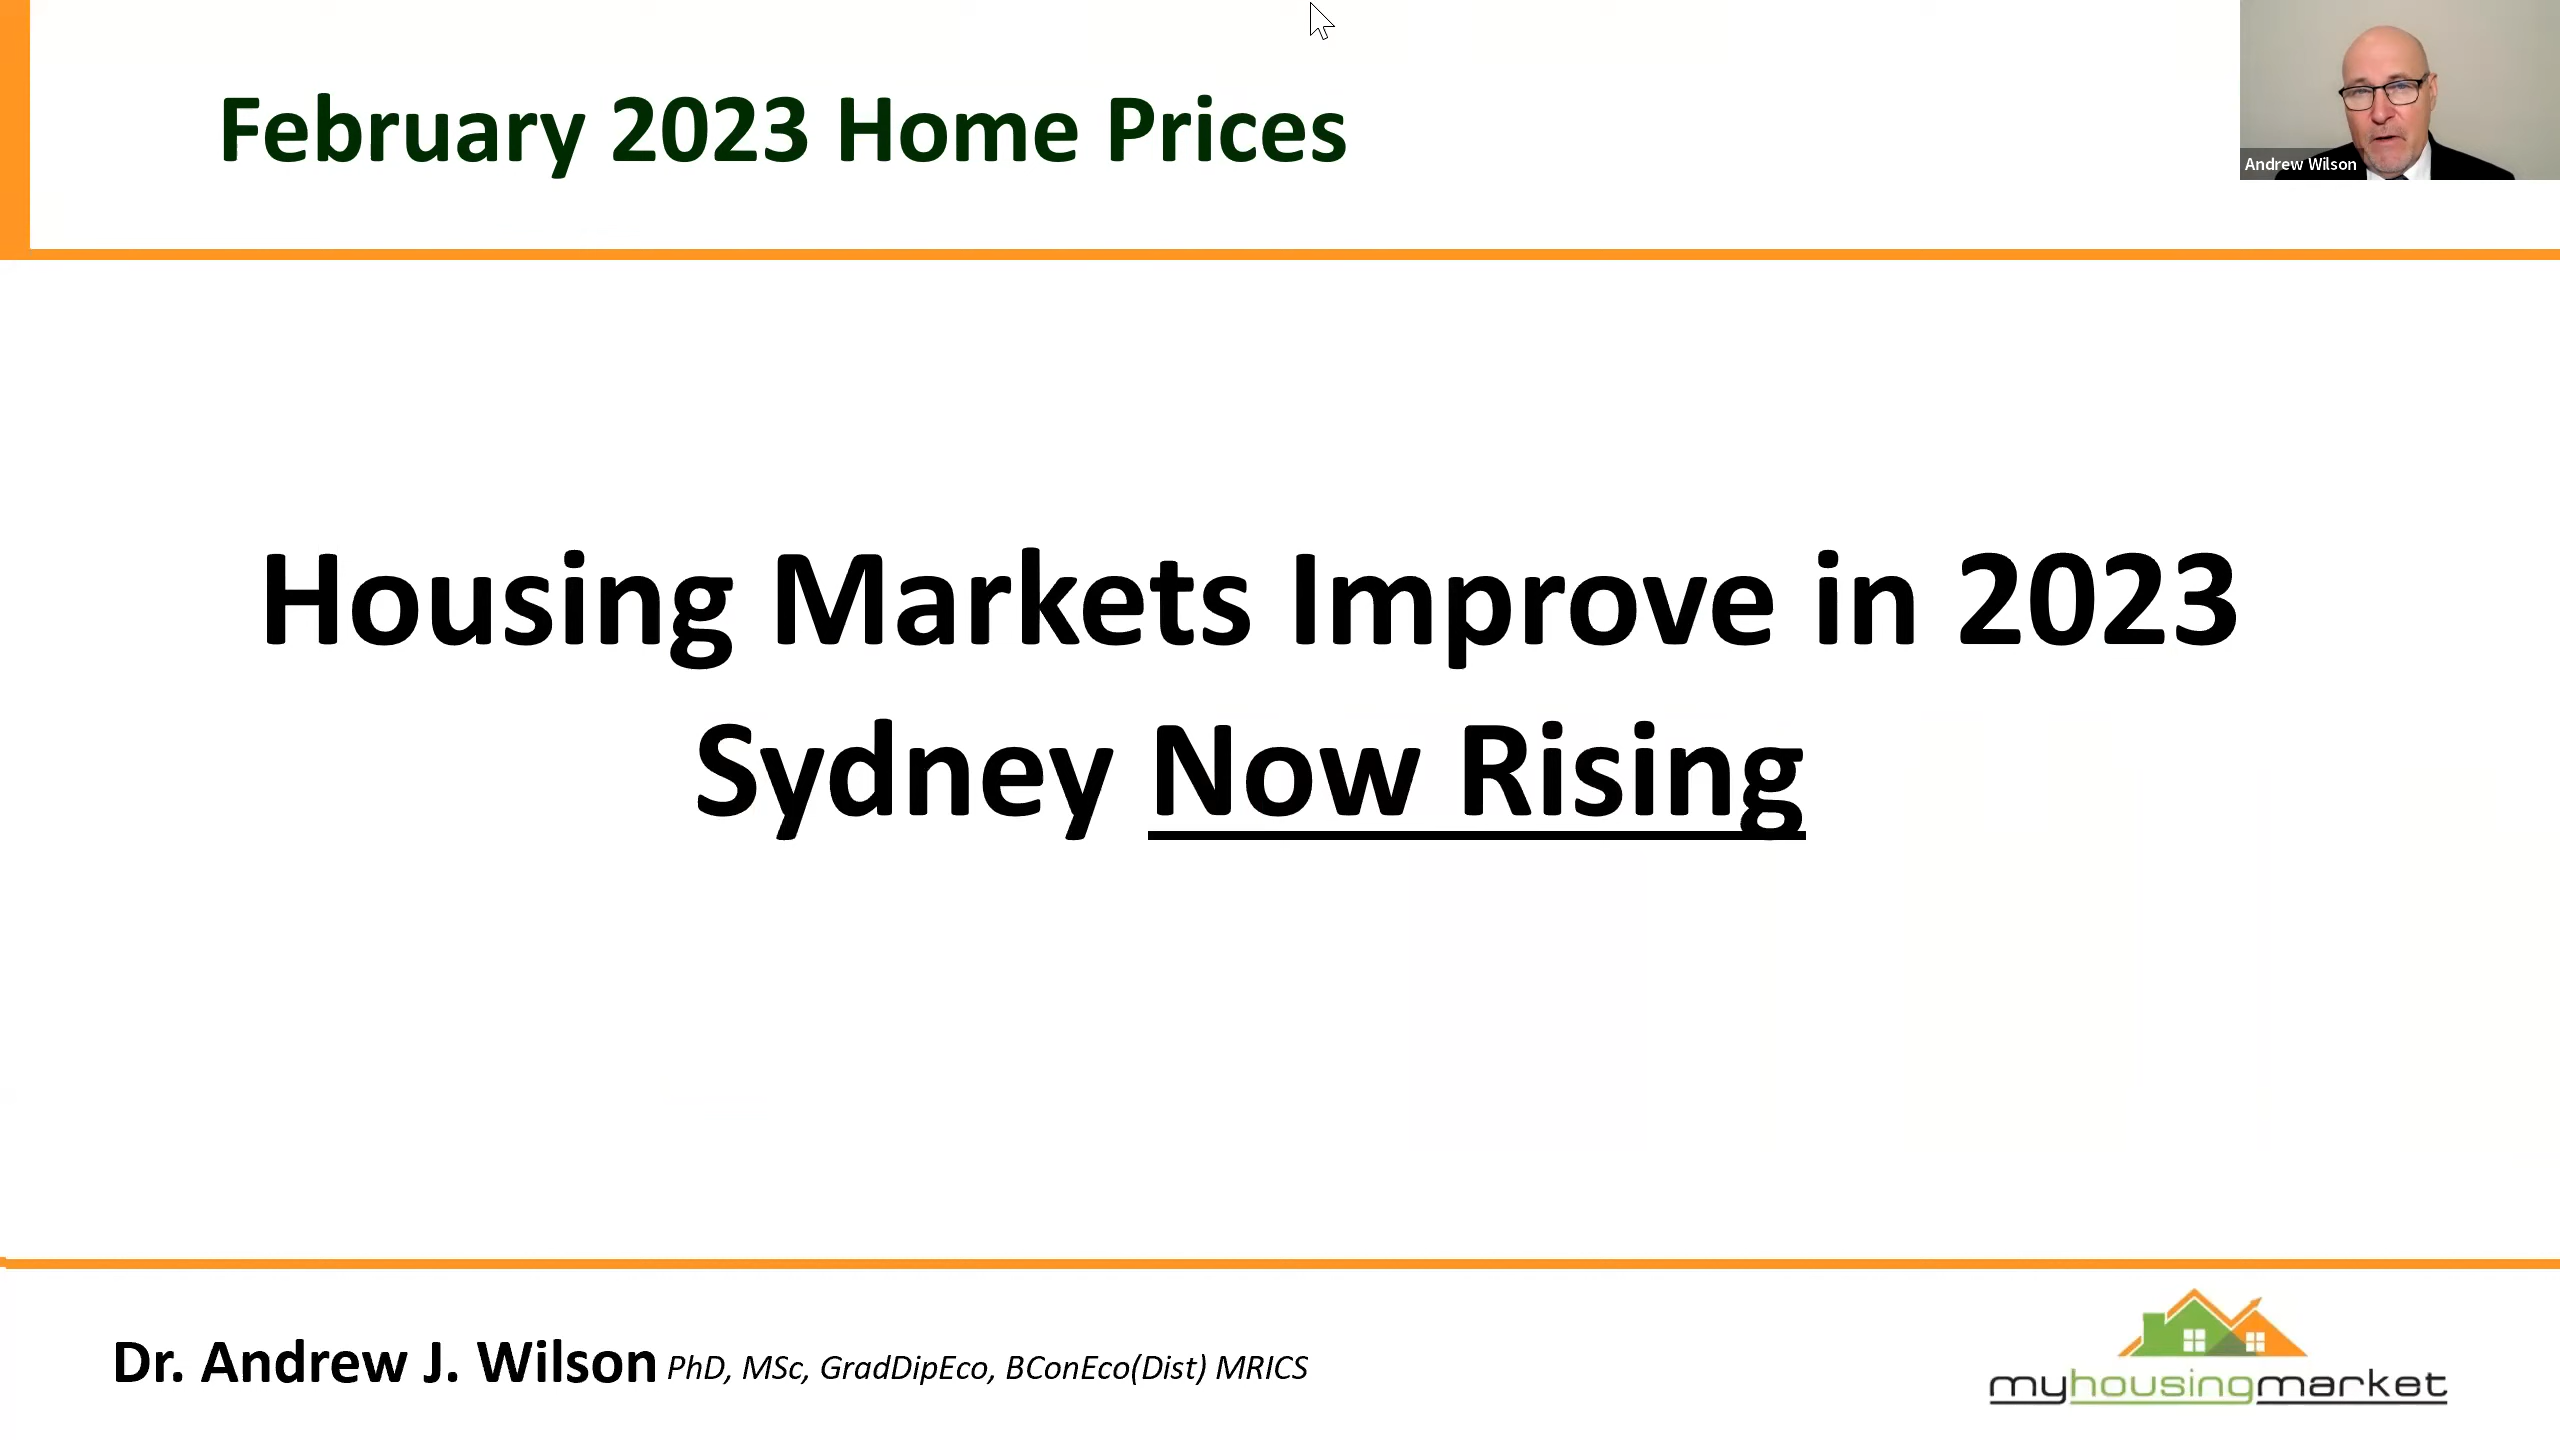 February 2023 Home Prices
Andrew Wilson
Housing Markets Improve in 2023
Sydney Now Rising
Dr. Andrew J. Wilson PhD, MSc, GradDipEco, BConEco(Dist) MRICS
myhousingmarket